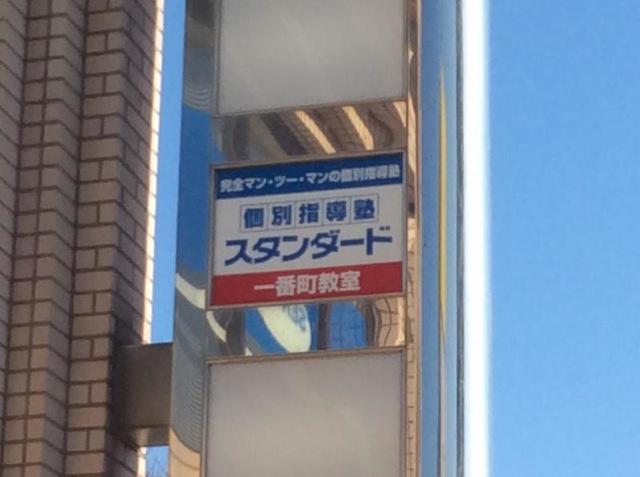 完全マン・ツー・マンの個別指導塾
個別指導塾
スタンダード
一番町教室